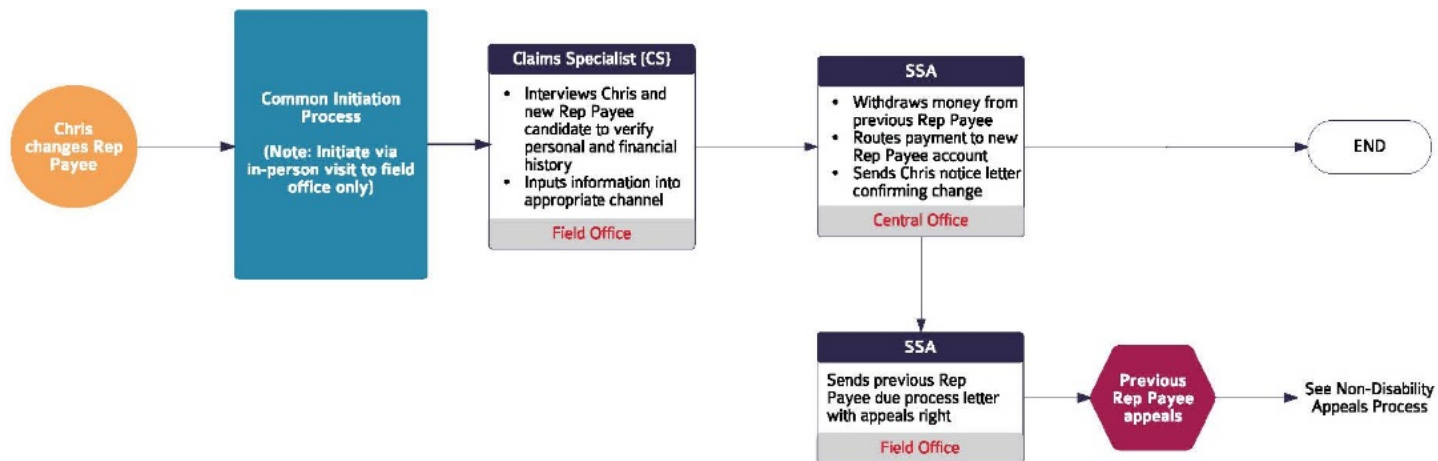 Chris
changes Rep
Payee
Common Initiation
Process
(Note: Initiate via
in-person visit to field
office only)
Claims Specialist {CS}
• Interviews Chris and
new Rep Payee
candidate to verify
personal and financial
history
• Inputs information into
appropriate channel
Field Office
SSA
• Withdraws money from
previous Rep Payee
• Routes payment to new
Rep Payee account
• Sends Chris notice letter
confirming change
Central Office
END
SSA
Sends previous Rep
Payee due process letter
with appeals right
Field Office
Previous
Rep Payee
appeals
See Non-Disability
Appeals Process